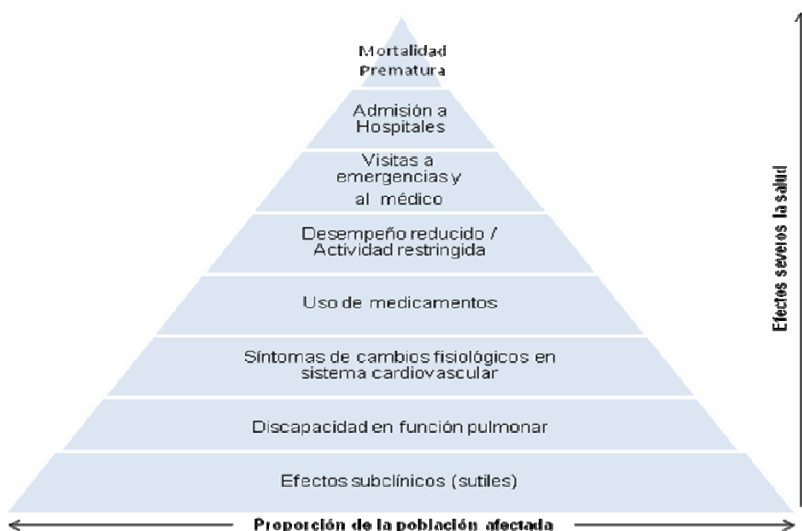 Mortalidad
Prematura
Admisión a
Hospitales
Visitas a
emergencias y
al médico
Desempeño reducido /
Actividad restringida
Uso de medicamentos
Síntomas de cambios fisiológicos en
sistema cardiovascular
Discapacidad en función pulmonar
Efectos subclínicos (sutiles)
Proporción de la población afectada
Efectos severos la salud